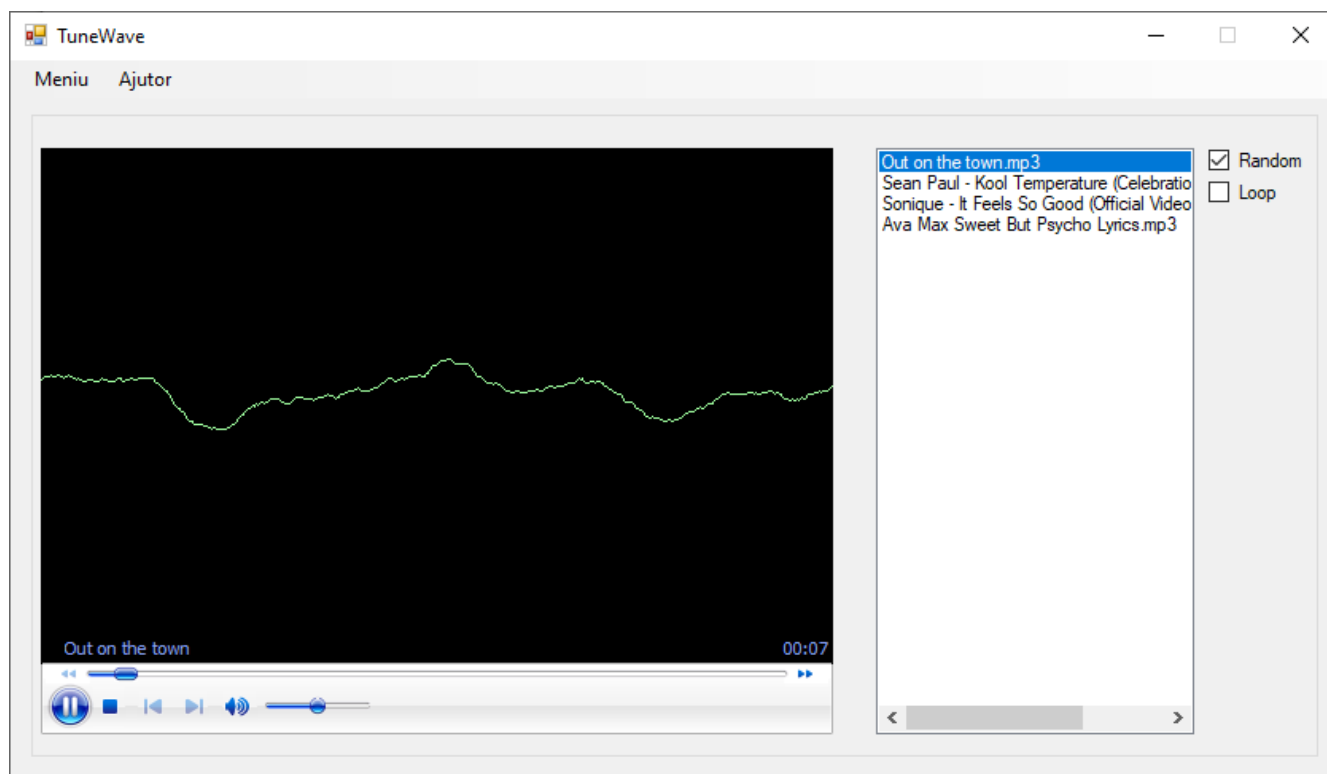 TuneWave
Meniu Ajutor
Out on the town.mp3
Sean Paul - Kool Temperature (Celebratio
Sonique - It Feels So Good (Official Video
Ava Max Sweet But Psycho Lyrics.mp3
Random
Loop
Out on the town 00:07